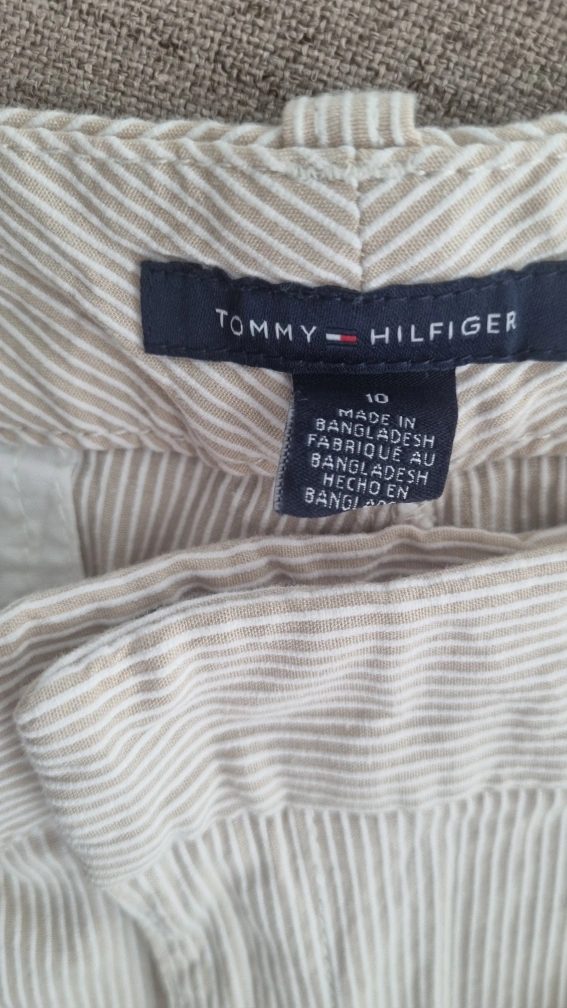 TOMMY HILFIGER
10
MADE IN
BANGLADESH
FABRIQUÉ AU
BANGLADESH
HECHO EN